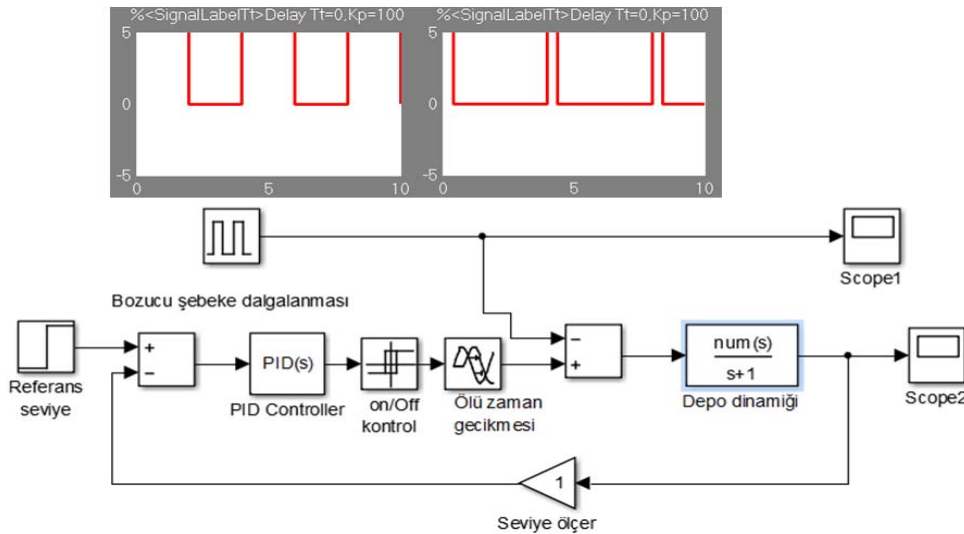 %<SignalLabelTt>Delay Tt=0,Kp=100
%<SignalLabelTt>Delay Tt=0,Kp=100
5
0
-5
0
5
10
5
0
-5
0
5
10
Scope1
Bozucu şebeke dalgalanması
+
−
PID(s)
−
+
num(s)
s+1
Referans
seviye
PID Controller
on/Off
kontrol
Ölü zaman
gecikmesi
Depo dinamiği
Scope2
1
Seviye ölçer